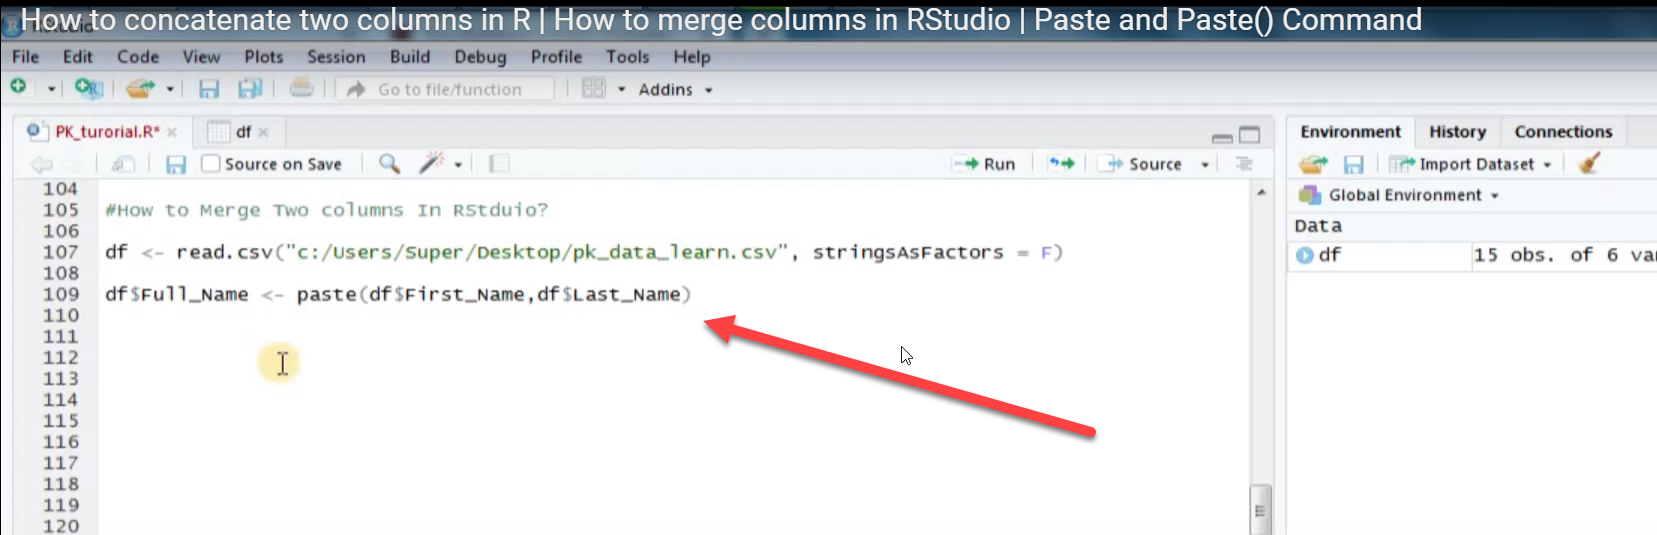 How to concatenate two columns in R | How to merge columns in RStudio | Paste and Paste() Command
File Edit Code View Plots Session Build Debug Profile Tools Help
Go to file/function Addins
PK_turorial.R* df
Source on Save Run Source
104
105 #How to Merge Two columns In RStduio?
106
107 df <- read.csv("c:/Users/Super/Desktop/pk_data_learn.csv", stringsAsFactors = F)
108
109 df$Full_Name <- paste(df$First_Name,df$Last_Name)
110
111
112
113
114
115
116
117
118
119
120
Environment History Connections
Import Dataset
Global Environment
Data
df 15 obs. of 6